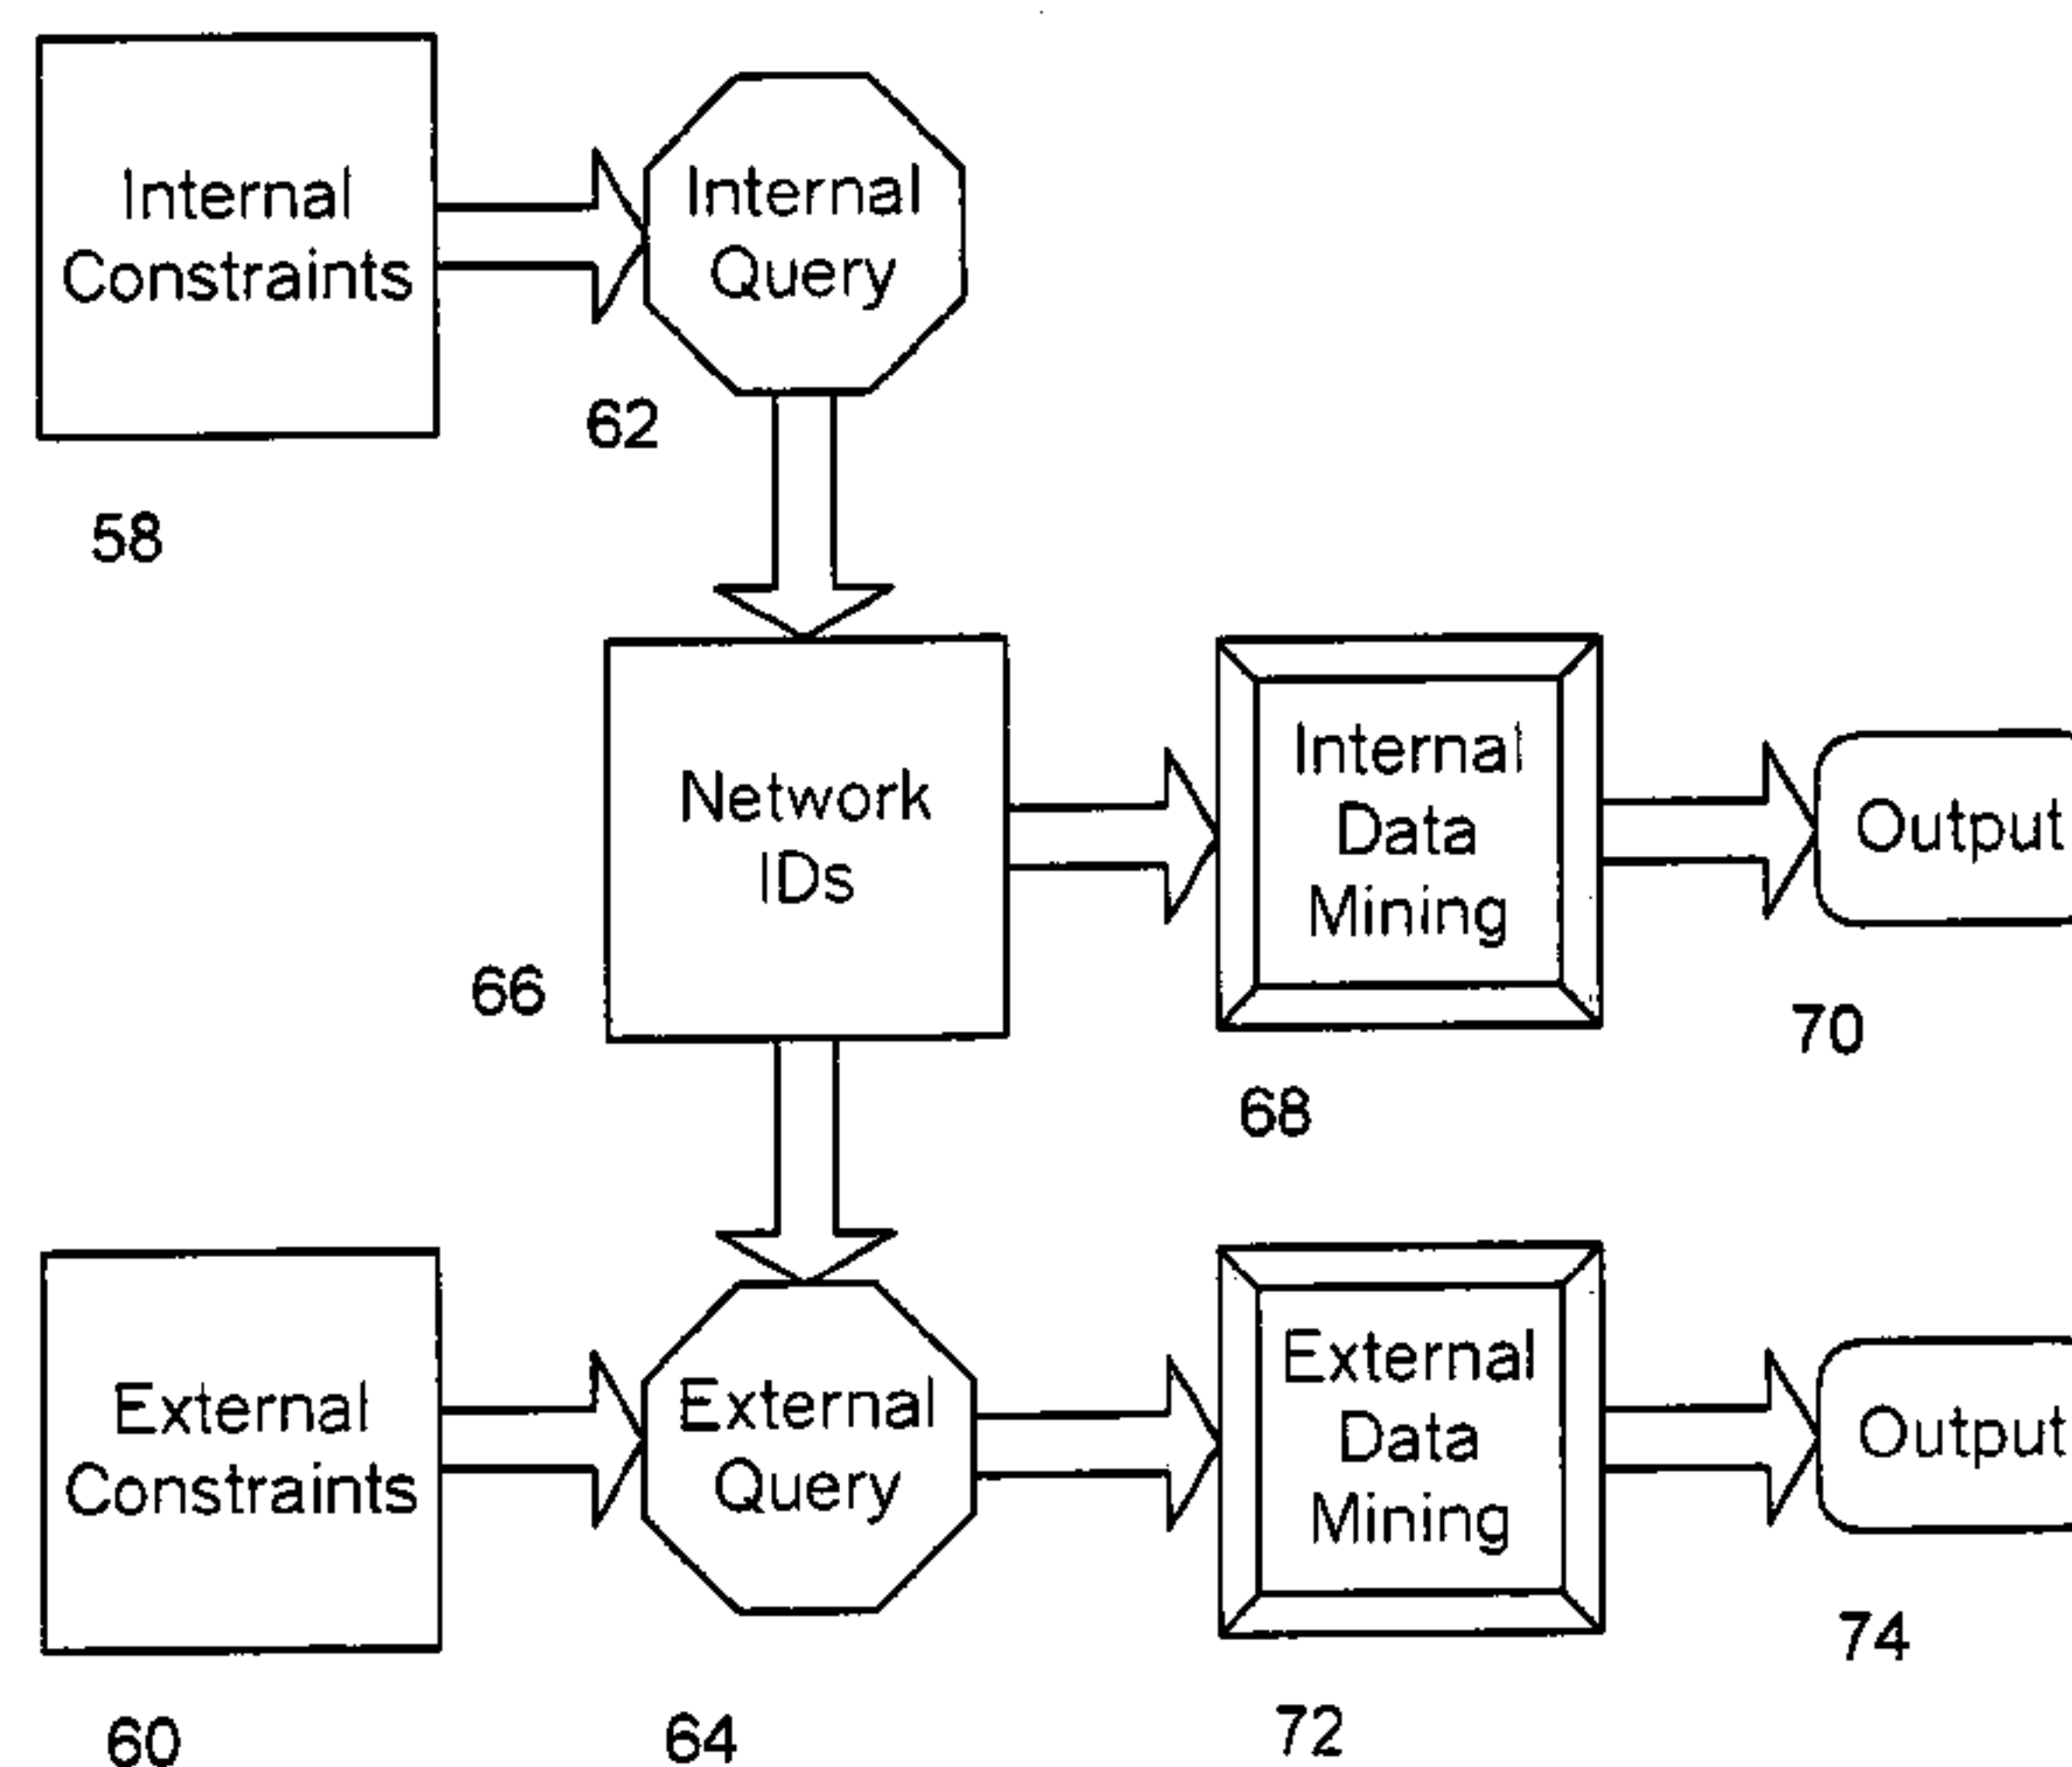 Internal
Constraints
58
Internal
Query
62
Network
IDs
66
Internal
Data
Mining
68
Output
70
External
Constraints
60
External
Query
64
External
Data
Mining
72
Output
74